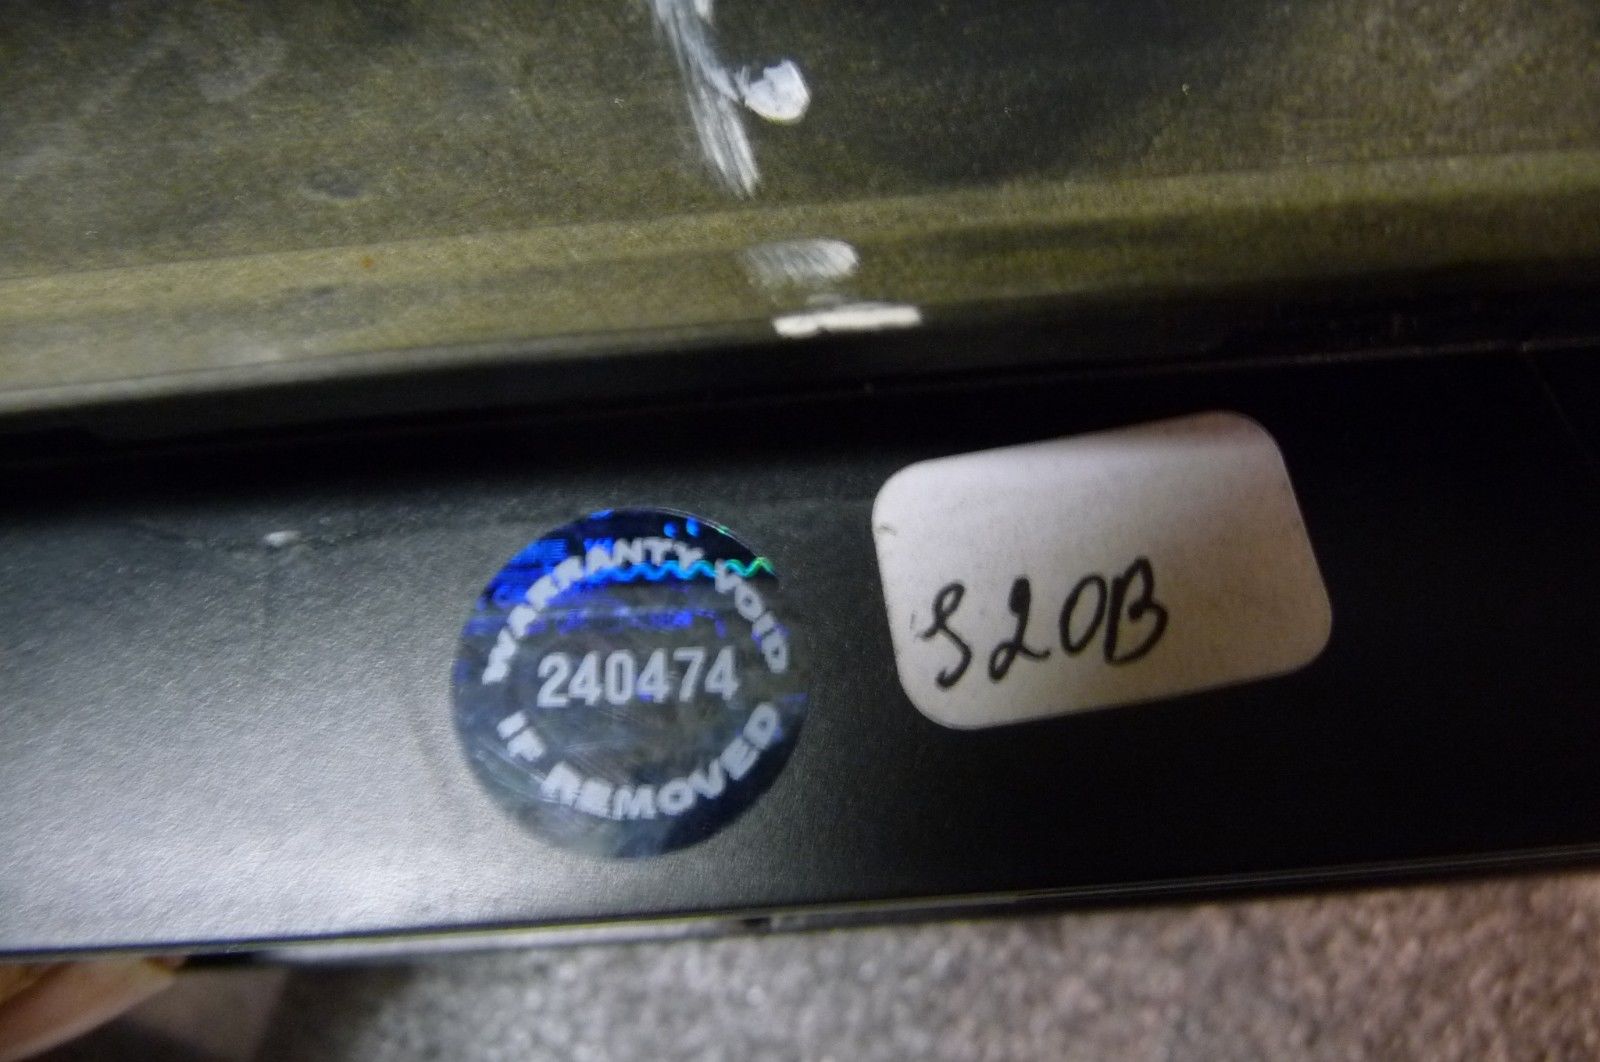 WARRANTY VOID
240474
IF REMOVED
S20B